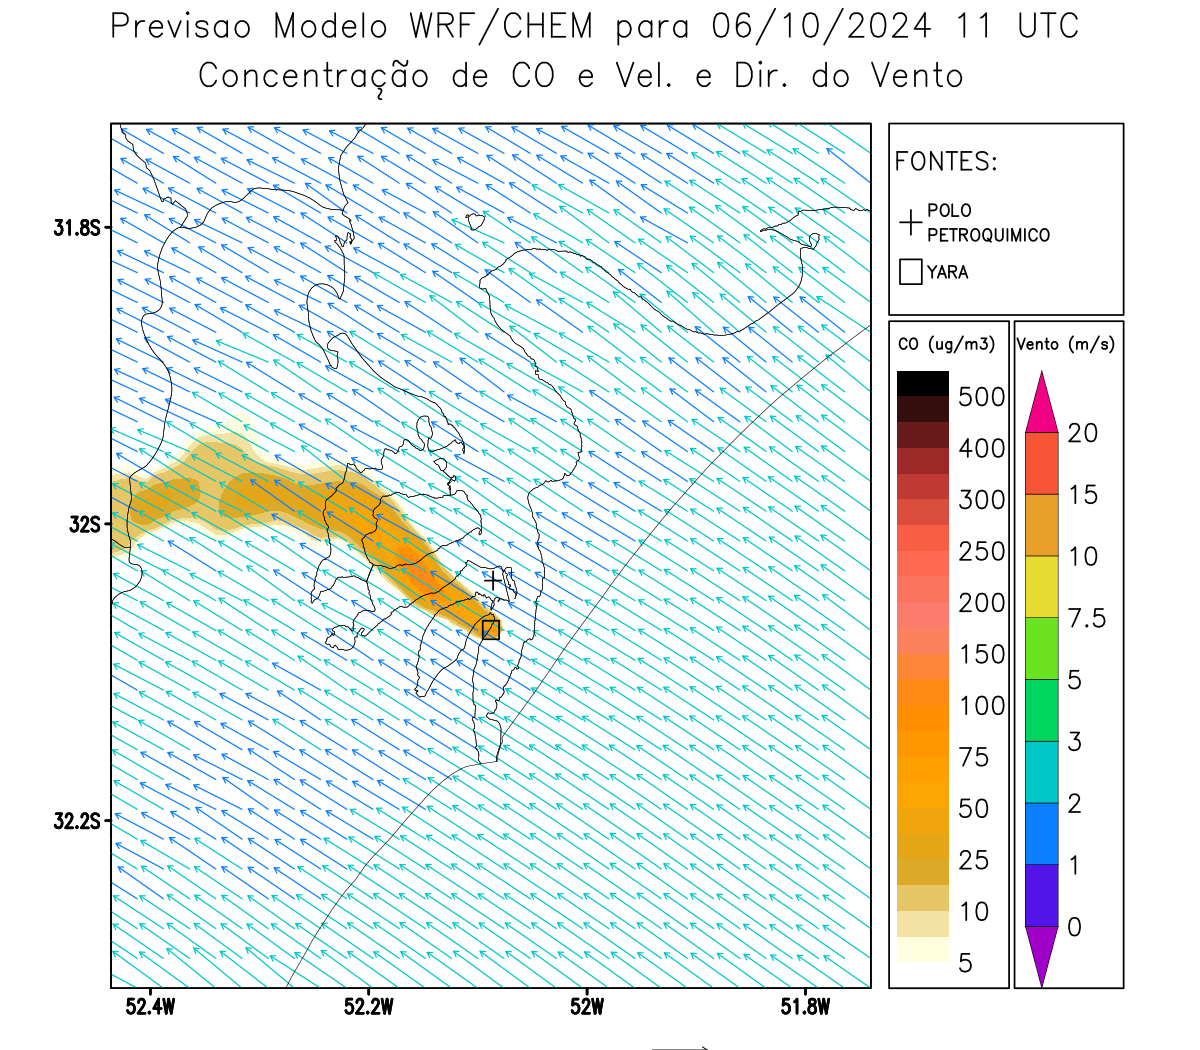 Previsao Modelo WRF/CHEM para 06/10/2024 11 UTC
Concentração de CO e Vel. e Dir. do Vento
FONTES:
POLO
PETROQUIMICO
YARA
31.8S
32S
32.2S
52.4W
52.2W
52W
51.8W
CO (ug/m3)
500
400
300
250
200
150
100
75
50
25
10
5
Vento (m/s)
20
15
10
7.5
5
3
2
1
0